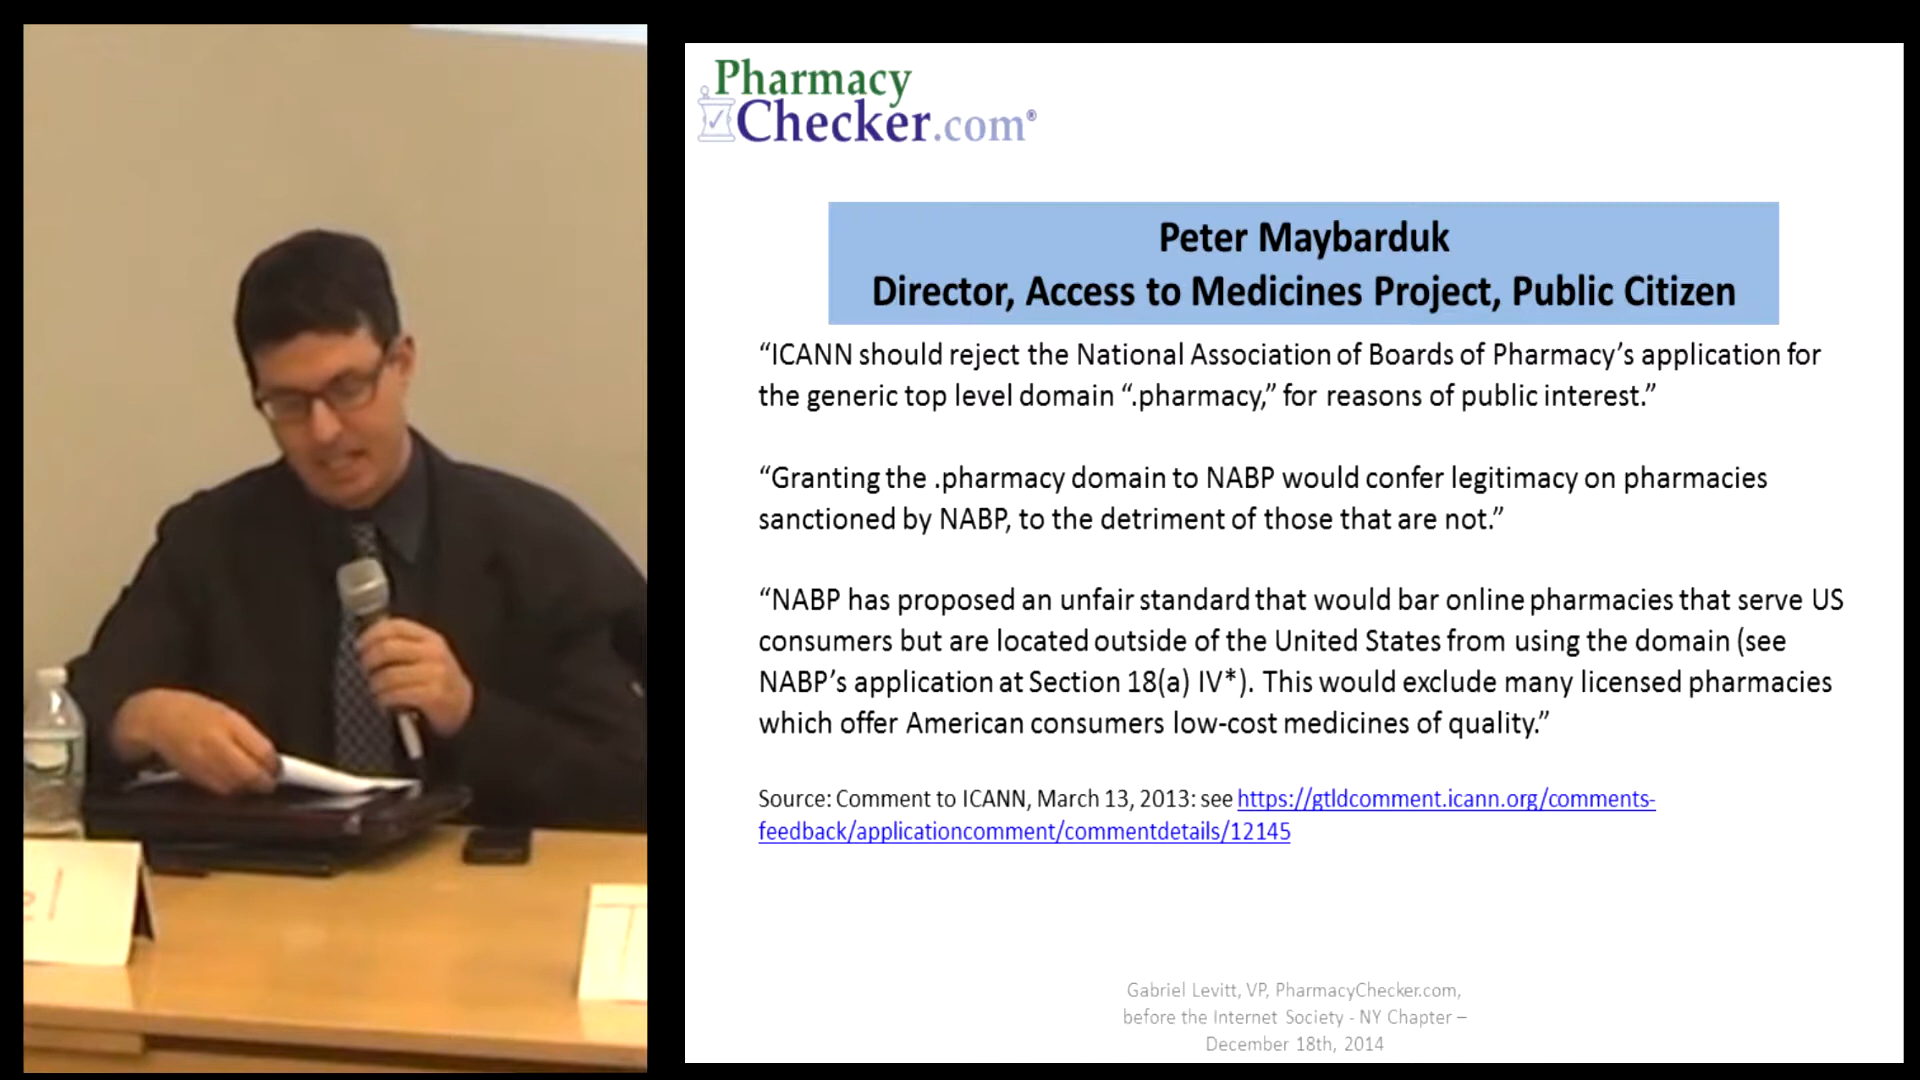 Pharmacy
Checker.com®
Peter Maybarduk
Director, Access to Medicines Project, Public Citizen
“ICANN should reject the National Association of Boards of Pharmacy’s application for
the generic top level domain “.pharmacy,” for reasons of public interest.”
“Granting the .pharmacy domain to NABP would confer legitimacy on pharmacies
sanctioned by NABP, to the detriment of those that are not.”
“NABP has proposed an unfair standard that would bar online pharmacies that serve US
consumers but are located outside of the United States from using the domain (see
NABP’s application at Section 18(a) IV*). This would exclude many licensed pharmacies
which offer American consumers low-cost medicines of quality.”
Source: Comment to ICANN, March 13, 2013: see https://gtldcomment.icann.org/comments-
feedback/applicationcomment/commentdetails/12145
Gabriel Levitt, VP, PharmacyChecker.com,
before the Internet Society - NY Chapter –
December 18th, 2014